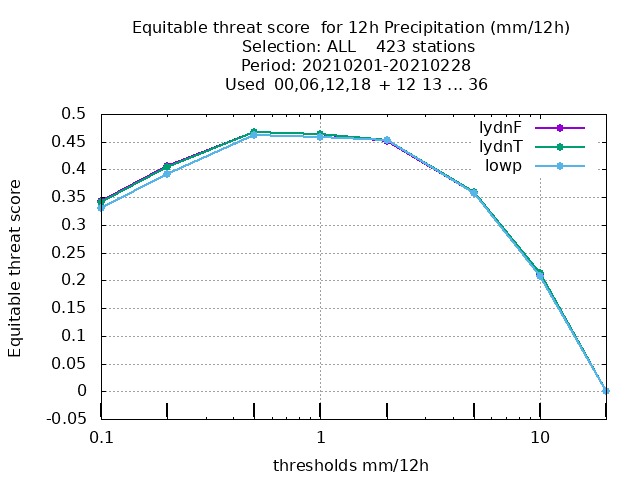 Equitable threat score  for 12h Precipitation (mm/12h)
Selection: ALL    423 stations
Period: 20210201-20210228
Used  00,06,12,18  + 12 13 ... 36
0.5
0.45
0.4
0.35
0.3
0.25
0.2
0.15
0.1
0.05
0
-0.05
Equitable threat score
lydnF
lydnT
lowp
0.1 1 10
thresholds mm/12h